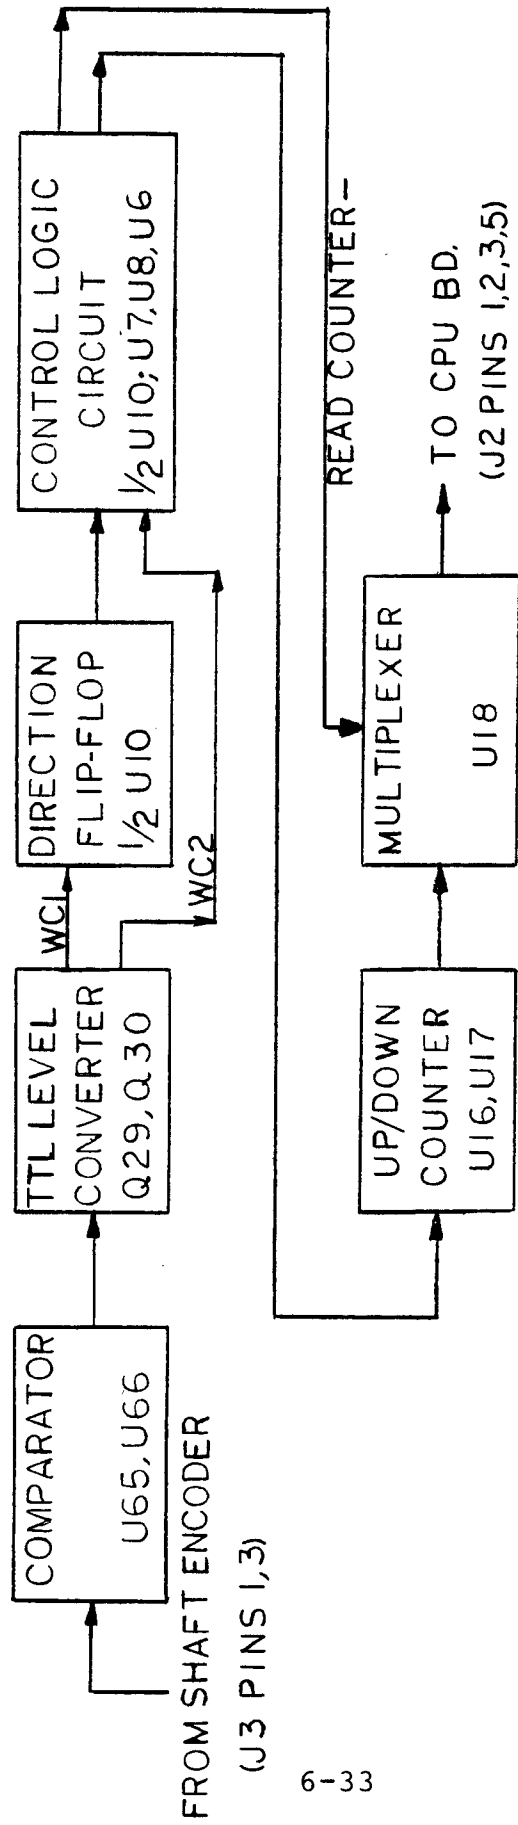 COMPARATOR
U65, U66
FROM SHAFT ENCODER
(J3 PINS 1,3)
TTL LEVEL
CONVERTER
Q29, Q30
WC1
WC2
DIRECTION
FLIP-FLOP
1/2 U10
CONTROL LOGIC
CIRCUIT
1/2 U10; U7, U8, U6
UP/DOWN
COUNTER
U16, U17
MULTIPLEXER
U18
READ COUNTER-
TO CPU BD.
(J2 PINS 1,2,3,5)
6-33